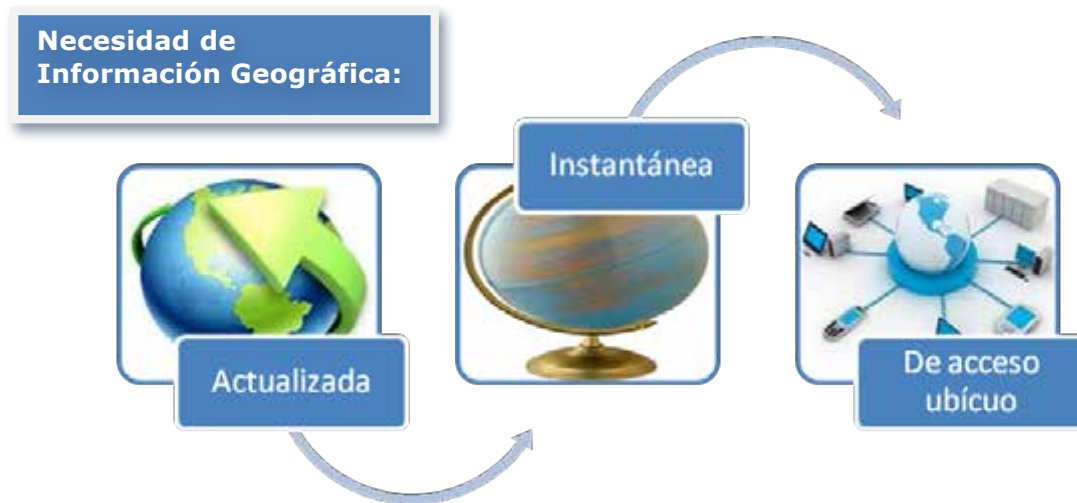 Necesidad de
Información Geográfica:
Actualizada
Instantánea
De acceso
ubícuo